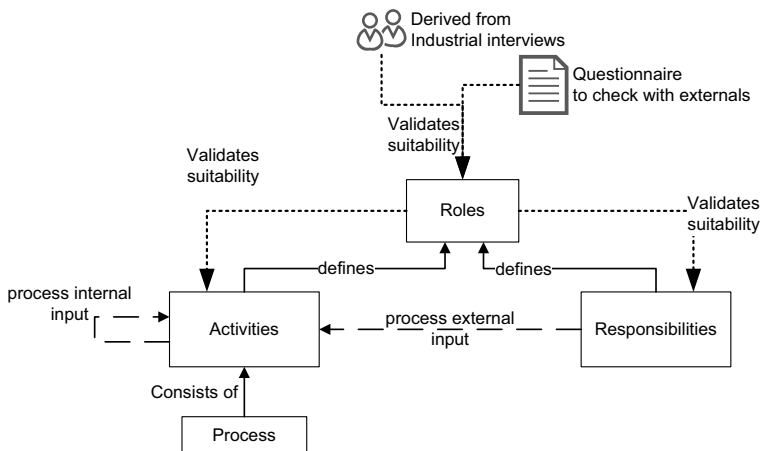 Derived from
Industrial interviews
Questionnaire
to check with externals
Validates
suitability
Validates
suitability
Validates
suitability
Roles
defines
defines
process internal
input
Activities
process external
input
Responsibilities
Consists of
Process